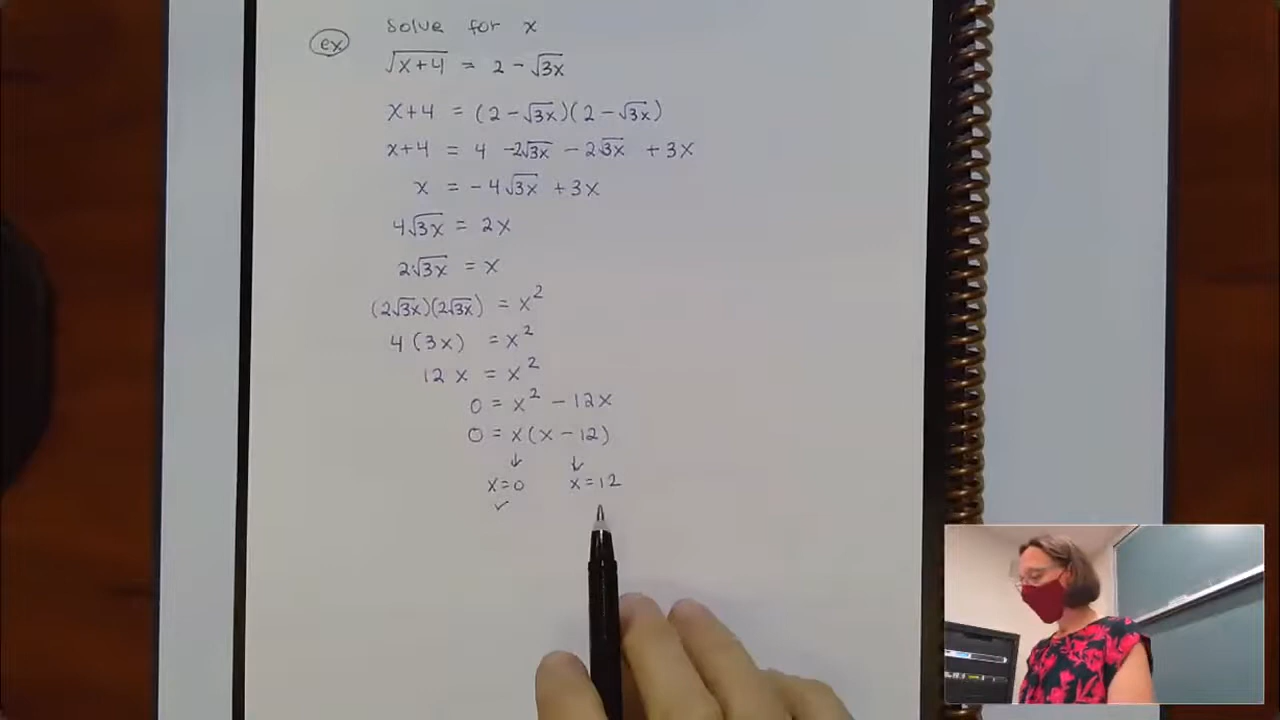 ex Solve for x
√x+4 = 2 - √3x
x+4 = (2 - √3x)(2 - √3x)
x+4 = 4 -2√3x - 2√3x + 3x
x = -4√3x + 3x
4√3x = 2x
2√3x = x
(2√3x)(2√3x) = x²
4(3x) = x²
12x = x²
0 = x² - 12x
0 = x(x - 12)
↓ ↓
x=0 x=12
✓